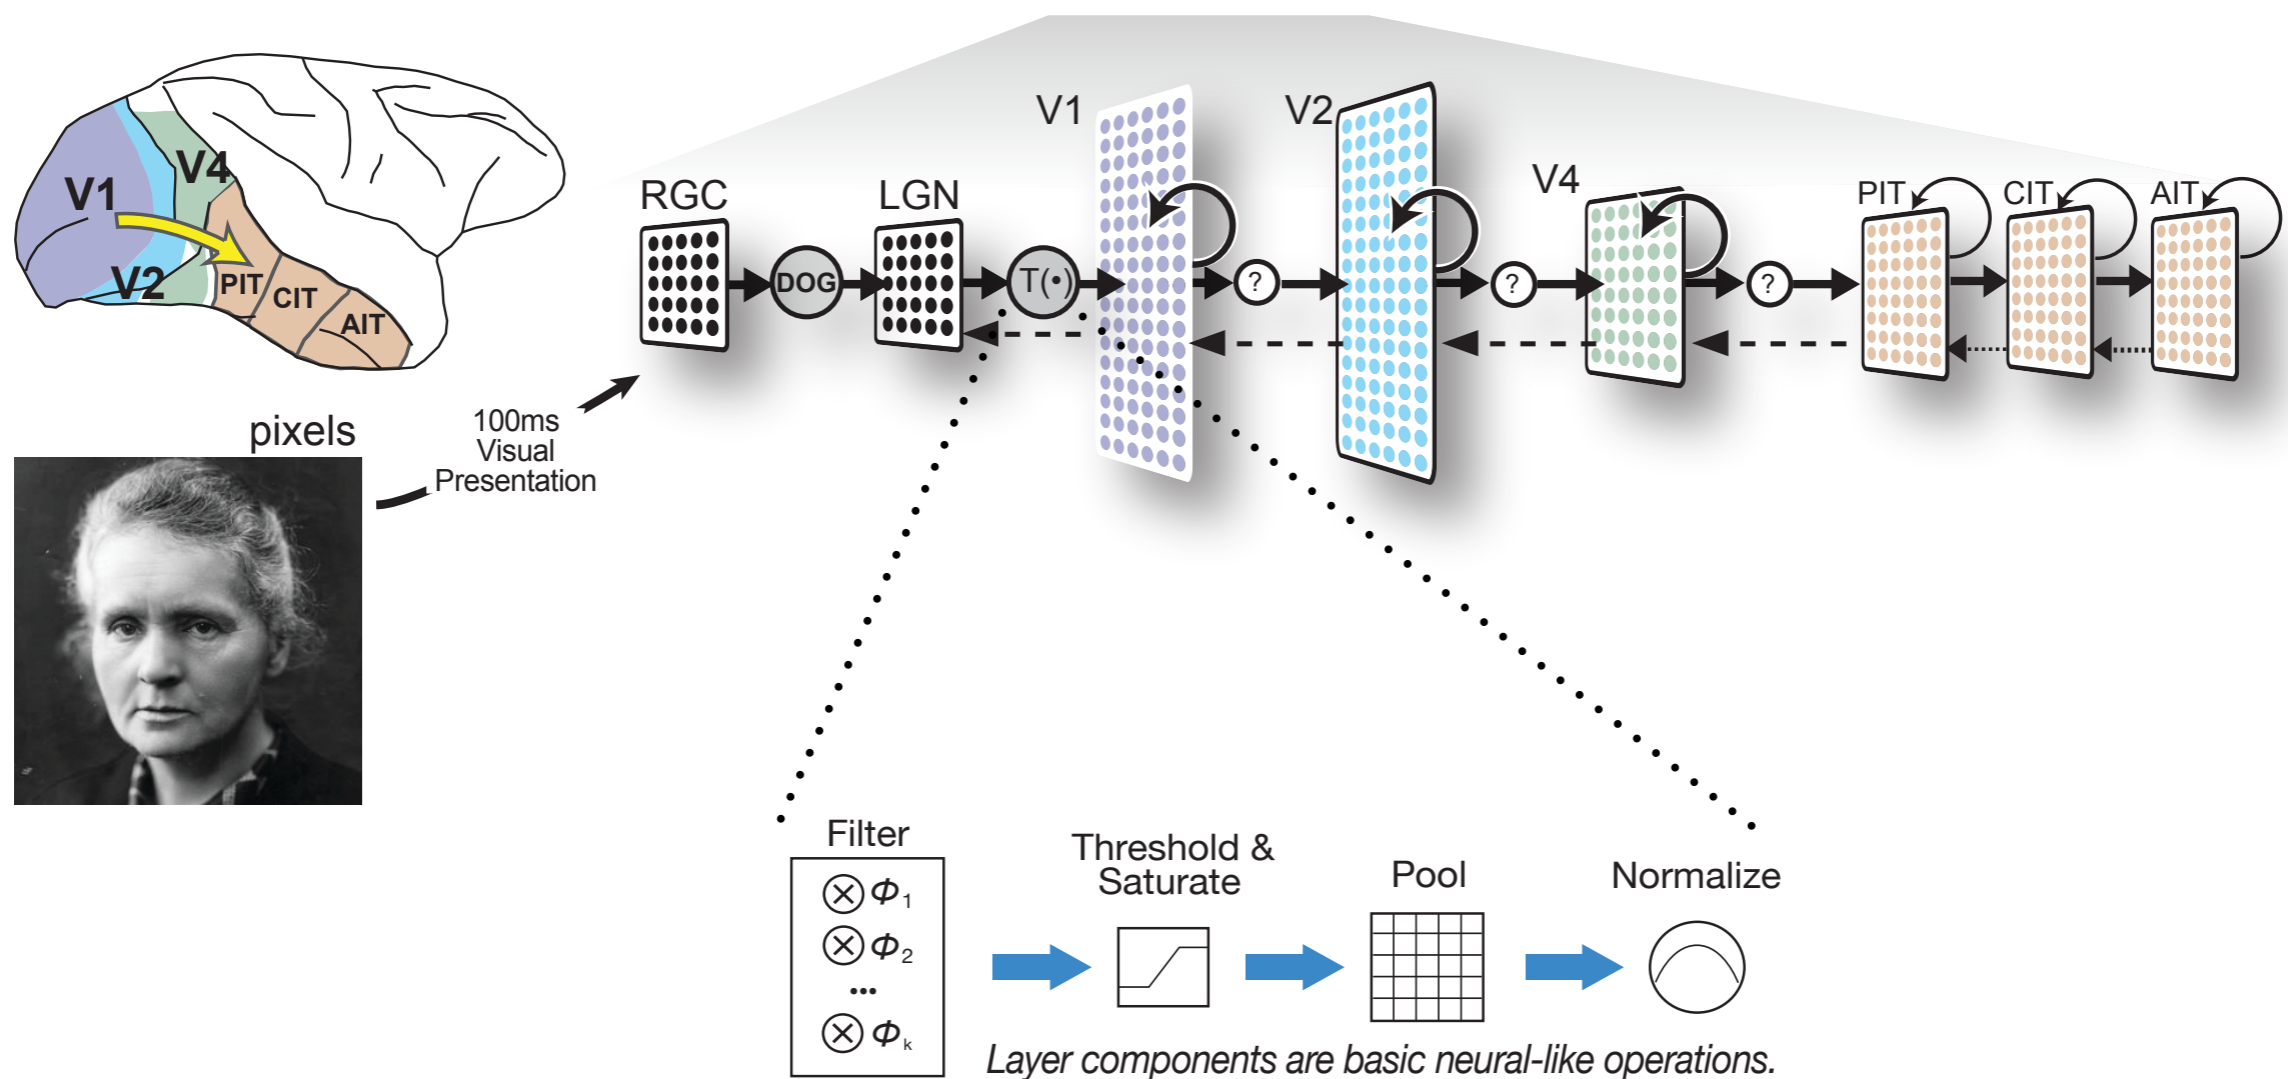 V1
V2
V4
PIT
CIT
AIT
pixels
100ms
Visual
Presentation
RGC
DOG
LGN
T(•)
V1
?
V2
?
V4
?
PIT
CIT
AIT
Filter
Φ1
Φ2
...
Φk
Threshold &
Saturate
Pool
Normalize
Layer components are basic neural-like operations.